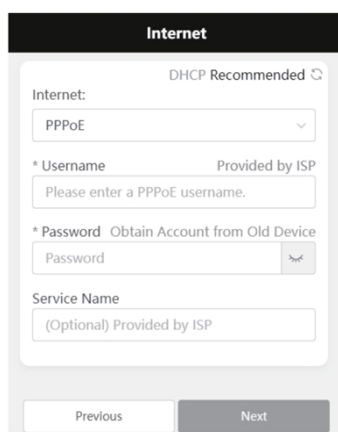 Internet
DHCP Recommended
Internet:
PPPoE
* Username Provided by ISP
Please enter a PPPoE username.
* Password Obtain Account from Old Device
Password
Service Name
(Optional) Provided by ISP
Previous Next